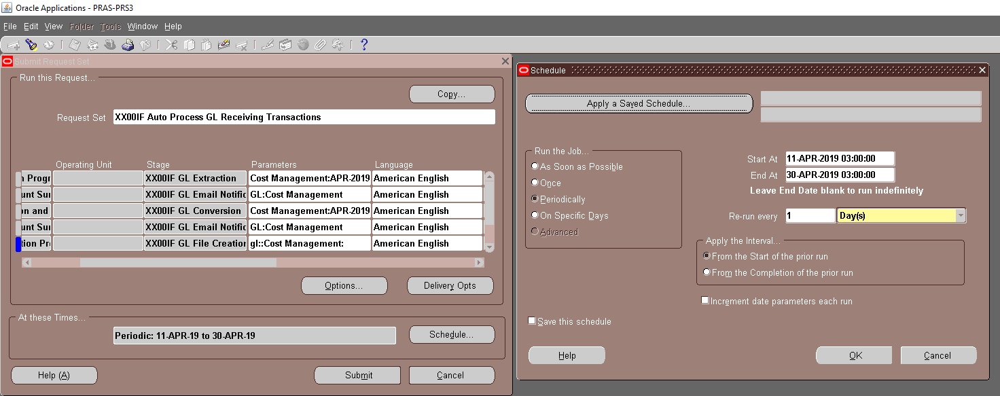 Oracle Applications - PRAS-PRS3
File Edit View Folder Tools Window Help
Submit Request Set
Run this Request...
Copy...
Request Set XX00IF Auto Process GL Receiving Transactions
Operating Unit Stage Parameters Language
n Progr XX00IF GL Extraction Cost Management:APR-2019 American English
unt Sur XX00IF GL Email Notific GL:Cost Management American English
on and XX00IF GL Conversion Cost Management:APR-2019 American English
unt Sur XX00IF GL Email Notific GL:Cost Management American English
tion Pr XX00IF GL File Creation gl::Cost Management: American English
Options... Delivery Opts
At these Times...
Periodic: 11-APR-19 to 30-APR-19 Schedule...
Help (A) Submit Cancel
Schedule
Apply a Saved Schedule...
Run the Job...
As Soon as Possible
Once
Periodically
On Specific Days
Advanced
Start At 11-APR-2019 03:00:00
End At 30-APR-2019 03:00:00
Leave End Date blank to run indefinitely
Re-run every 1 Day(s)
Apply the Interval...
From the Start of the prior run
From the Completion of the prior run
Increment date parameters each run
Save this schedule
Help OK Cancel